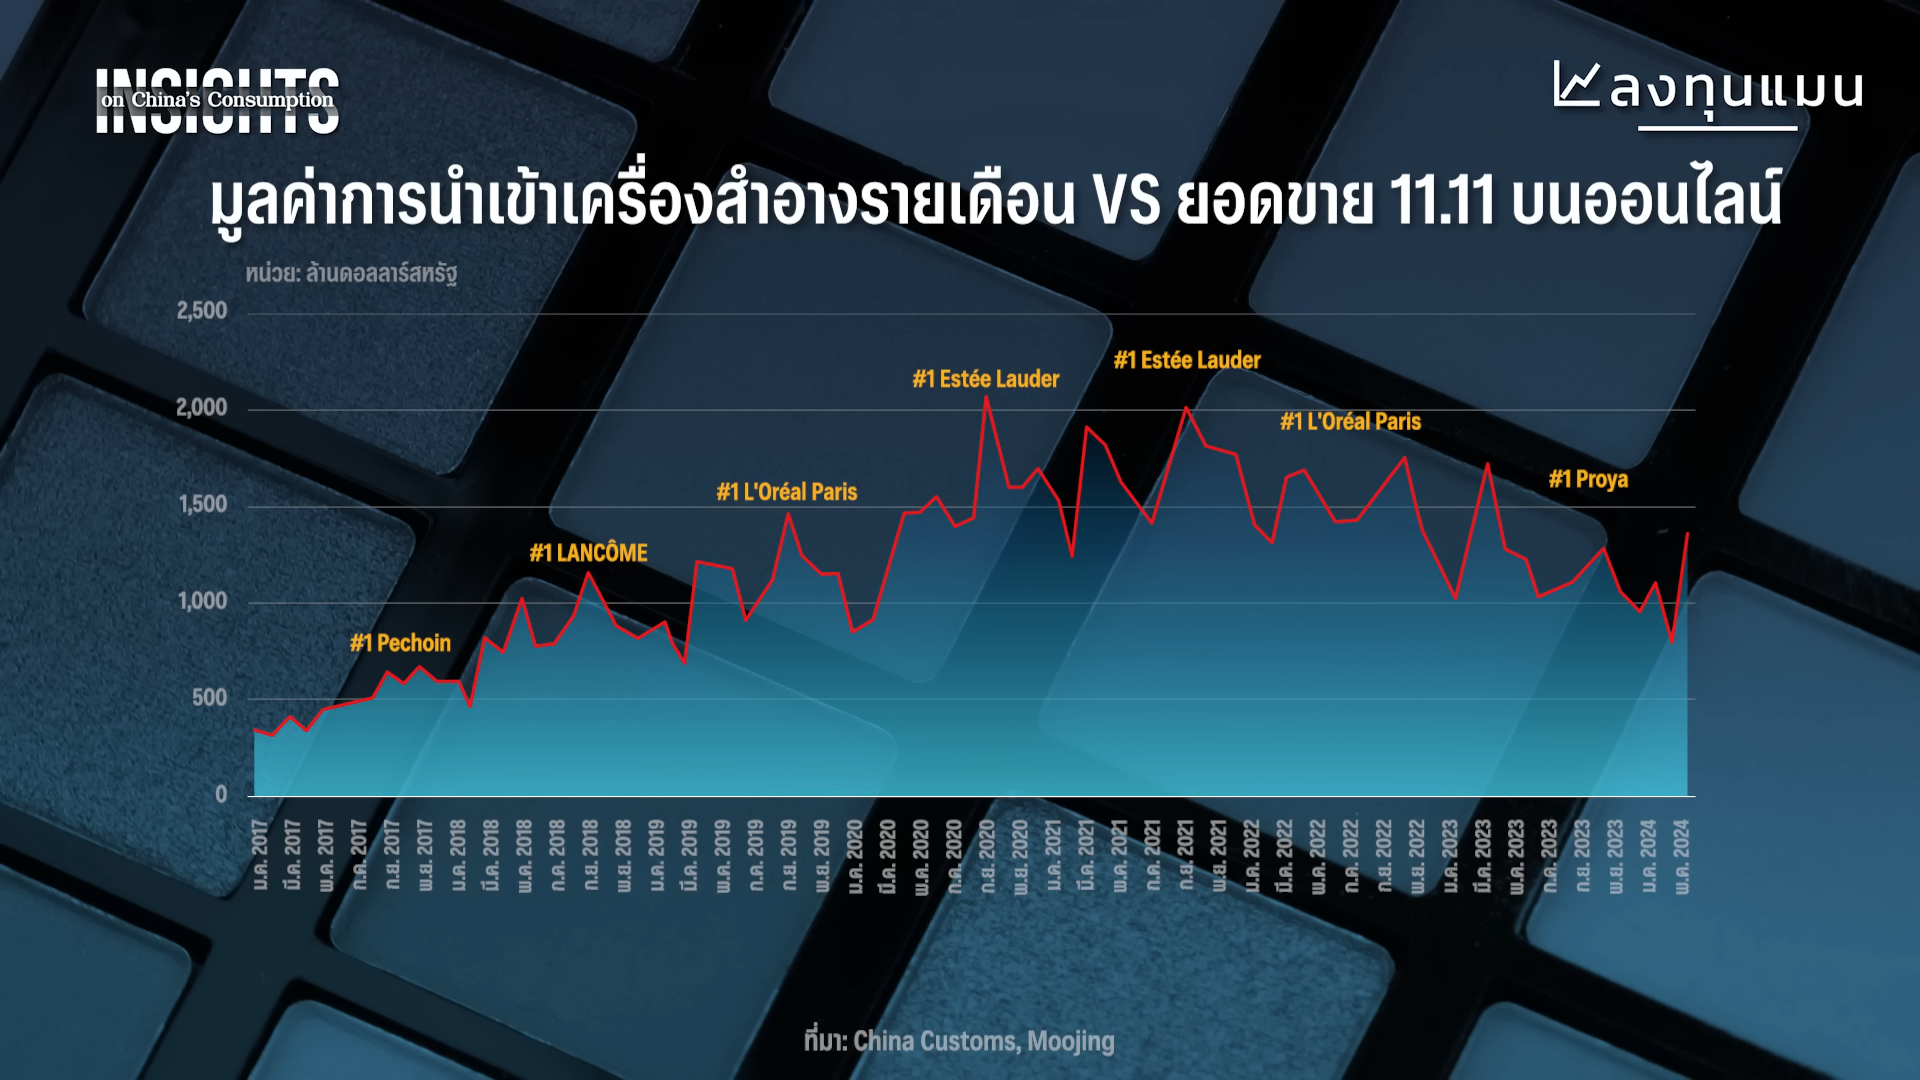 INSIGHTS
on China's Consumption
ลงทุนแมน
มูลค่าการนำเข้าเครื่องสำอางรายเดือน VS ยอดขาย 11.11 บนออนไลน์
หน่วย: ล้านดอลลาร์สหรัฐ
2,500
2,000
1,500
1,000
500
0
#1 Pechoin
#1 LANCÔME
#1 L'Oréal Paris
#1 Estée Lauder
#1 Estée Lauder
#1 L'Oréal Paris
#1 Proya
ม.ค. 2017
มี.ค. 2017
พ.ค. 2017
ก.ค. 2017
ก.ย. 2017
พ.ย. 2017
ม.ค. 2018
มี.ค. 2018
พ.ค. 2018
ก.ค. 2018
ก.ย. 2018
พ.ย. 2018
ม.ค. 2019
มี.ค. 2019
พ.ค. 2019
ก.ค. 2019
ก.ย. 2019
พ.ย. 2019
ม.ค. 2020
มี.ค. 2020
พ.ค. 2020
ก.ค. 2020
ก.ย. 2020
พ.ย. 2020
ม.ค. 2021
มี.ค. 2021
พ.ค. 2021
ก.ค. 2021
ก.ย. 2021
พ.ย. 2021
ม.ค. 2022
มี.ค. 2022
พ.ค. 2022
ก.ค. 2022
ก.ย. 2022
พ.ย. 2022
ม.ค. 2023
มี.ค. 2023
พ.ค. 2023
ก.ค. 2023
ก.ย. 2023
พ.ย. 2023
ม.ค. 2024
พ.ค. 2024
ที่มา: China Customs, Moojing